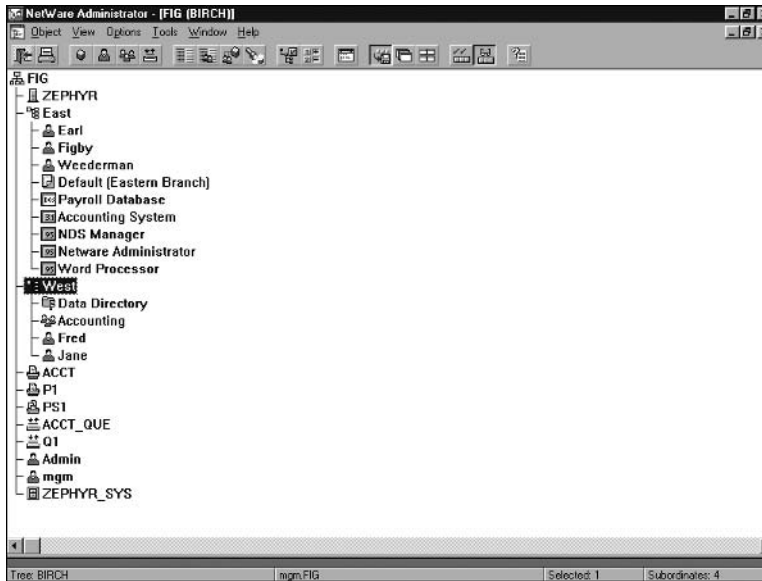 NetWare Administrator - [FIG (BIRCH)]
Object View Options Tools Window Help
FIG
ZEPHYR
East
Earl
Figby
Weederman
Default (Eastern Branch)
Payroll Database
Accounting System
NDS Manager
Netware Administrator
Word Processor
West
Data Directory
Accounting
Fred
Jane
ACCT
P1
PS1
ACCT_QUE
Q1
Admin
mgm
ZEPHYR_SYS
Tree: BIRCH mgm.FIG Selected: 1 Subordinates: 4